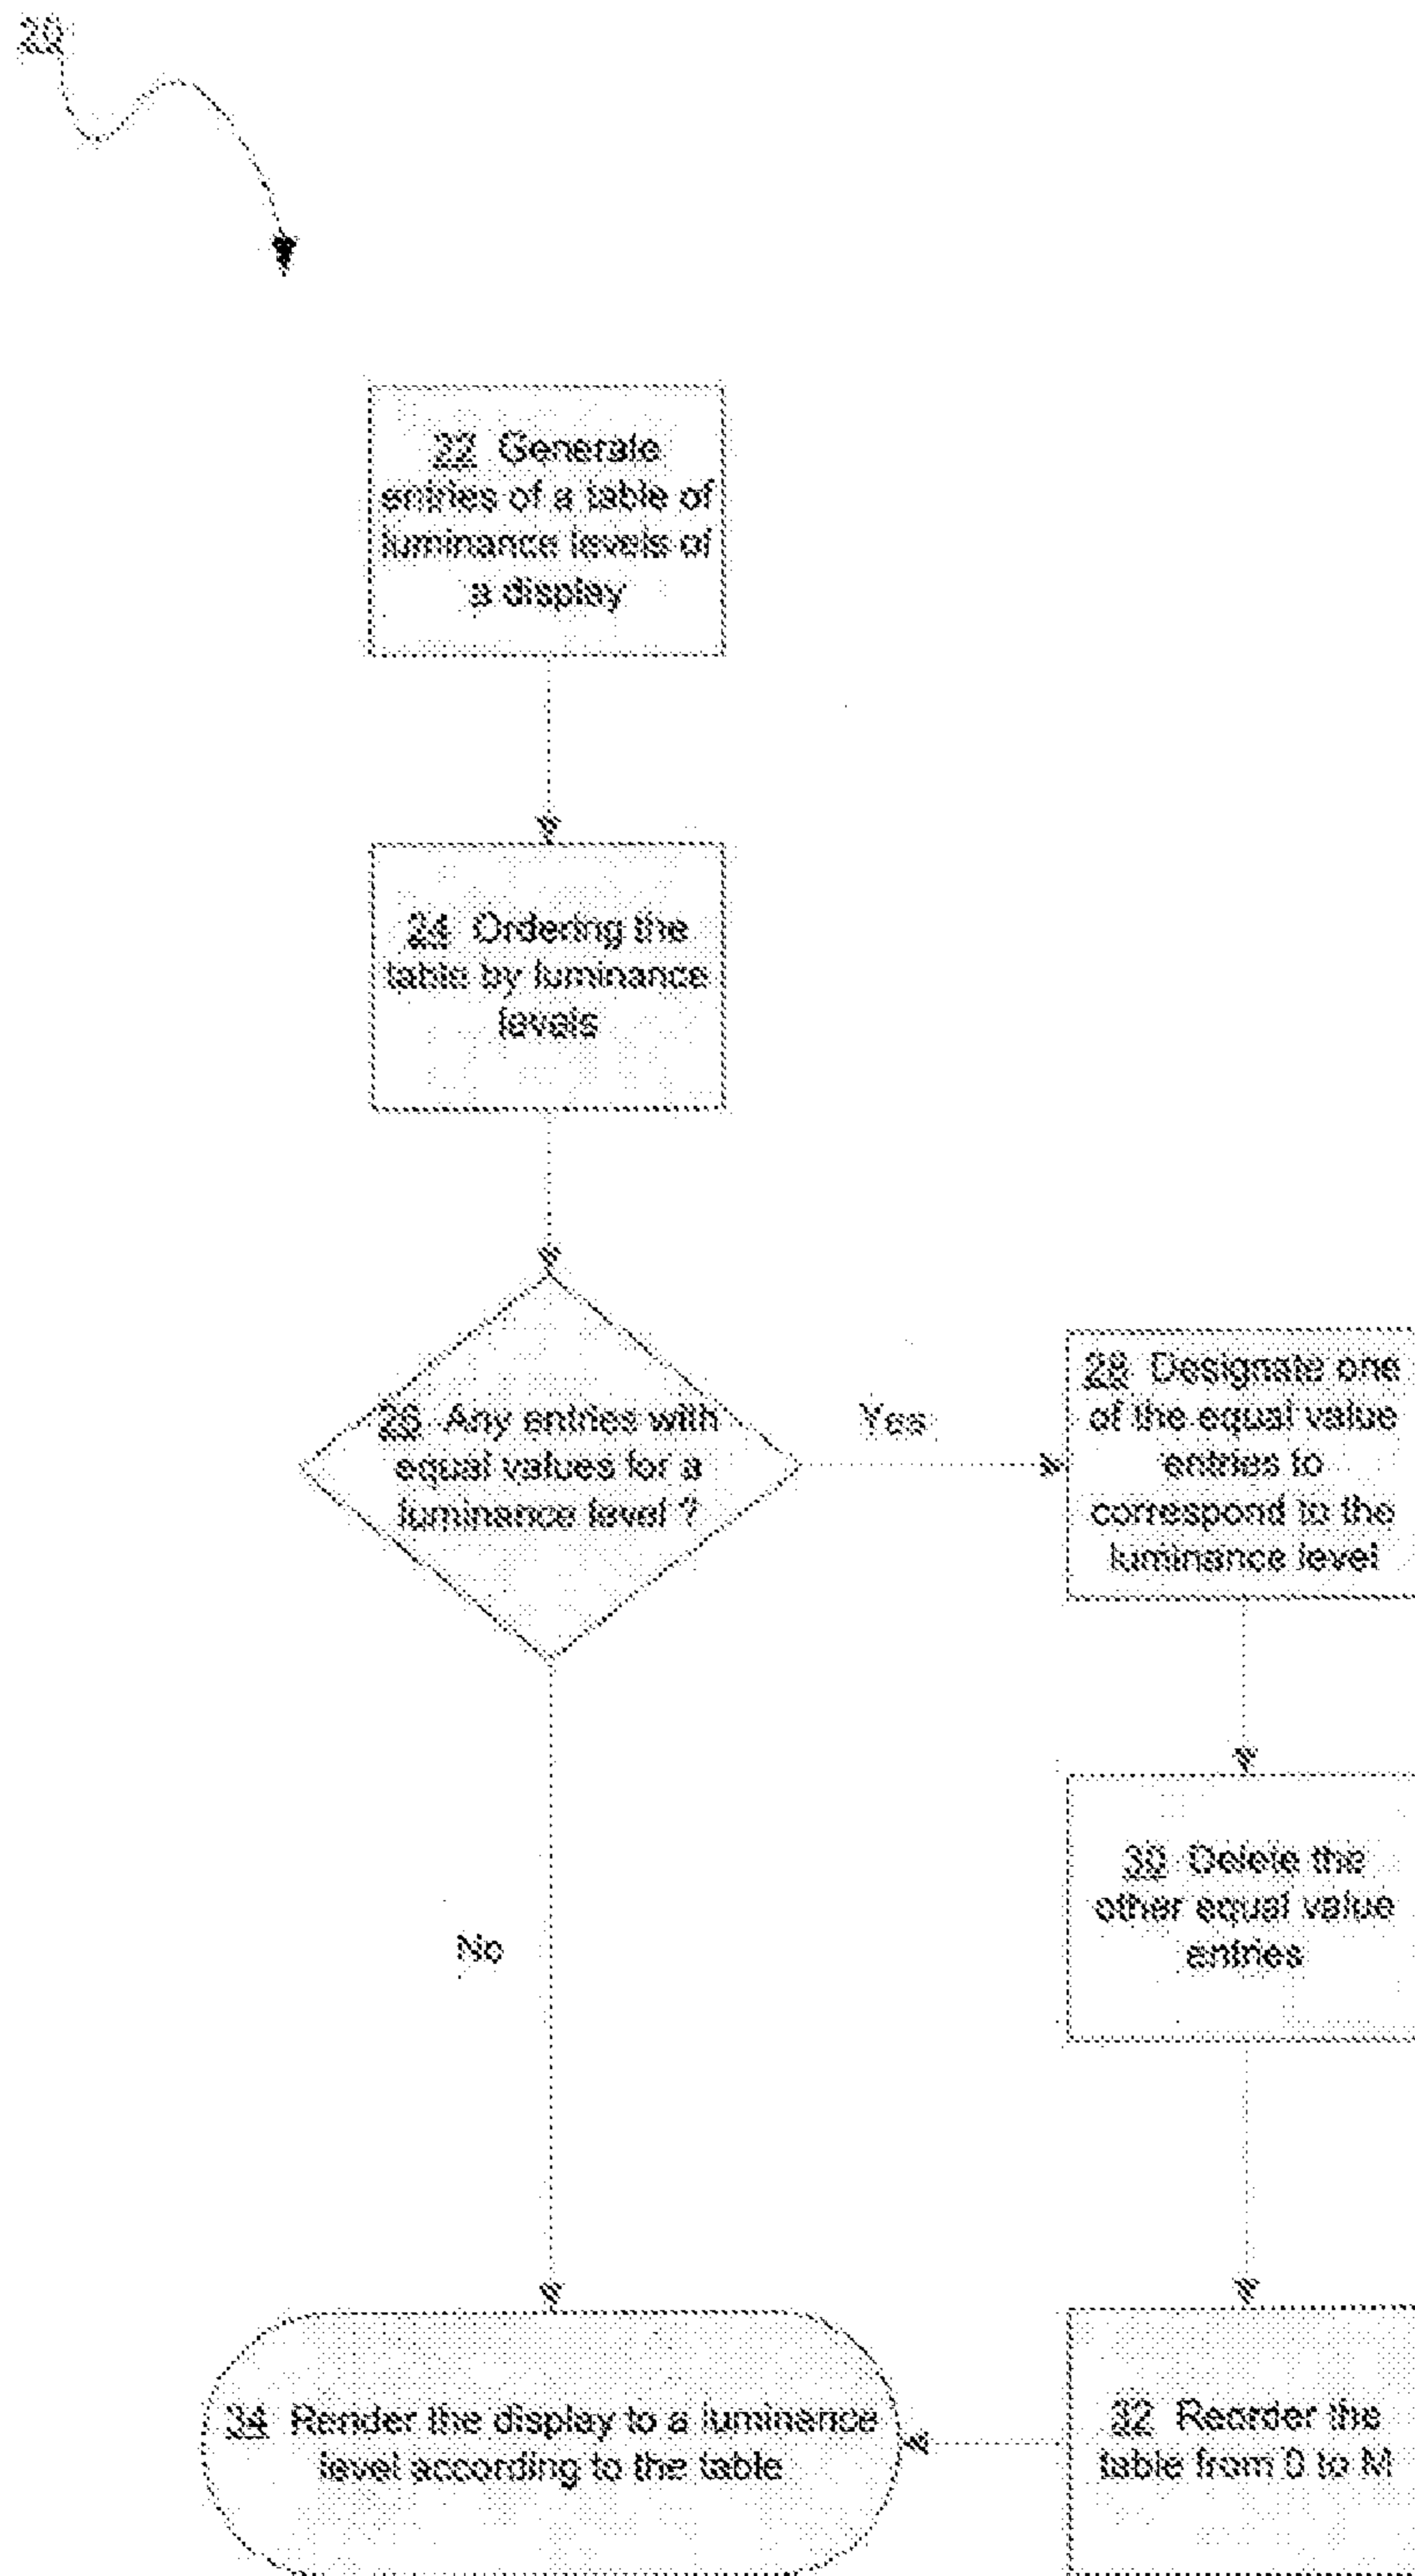 20
22 Generate
entries of a table of
luminance levels of
a display
24 Ordering the
table by luminance
levels
26 Any entries with
equal values for a
luminance level ?
Yes
28 Designate one
of the equal value
entries to
correspond to the
luminance level
No
30 Delete the
other equal value
entries
34 Render the display to a luminance
level according to the table
32 Reorder the
table from 0 to M